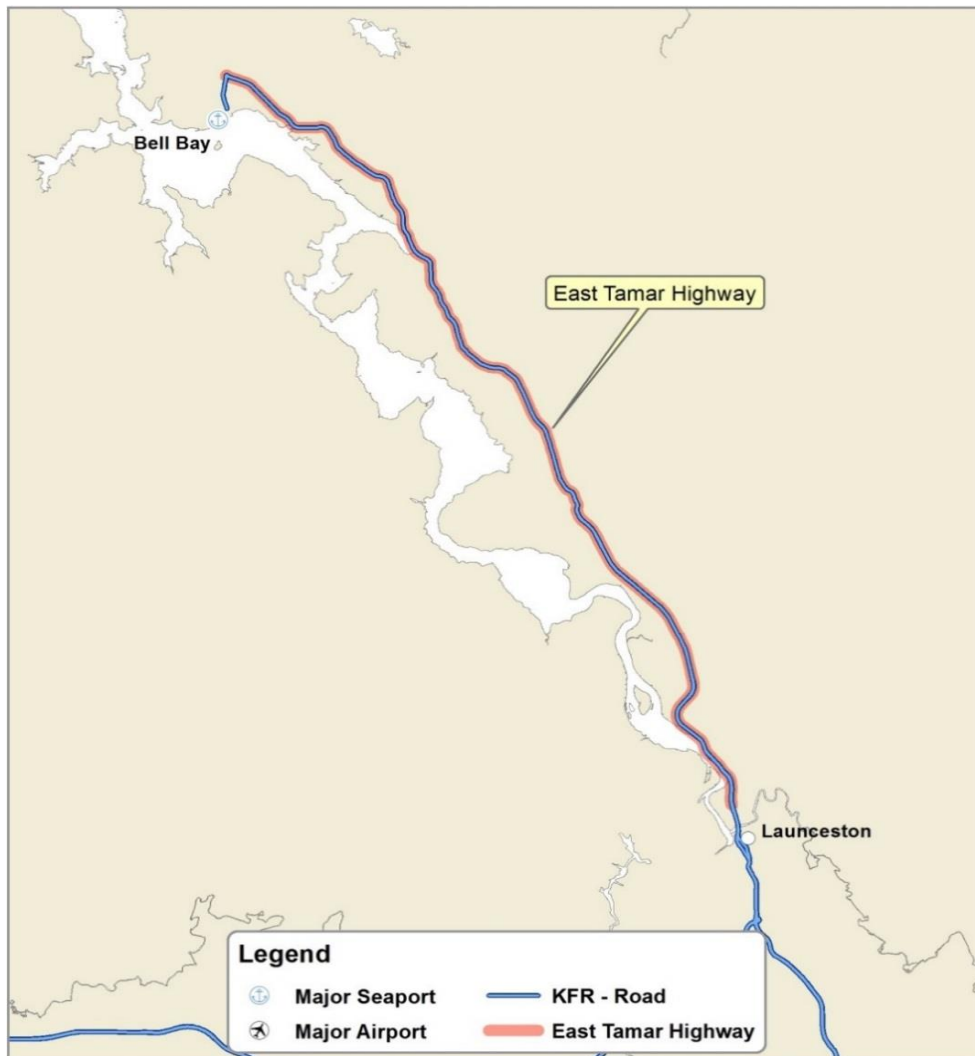 Bell Bay
East Tamar Highway
Launceston
Legend
Major Seaport
KFR - Road
Major Airport
East Tamar Highway